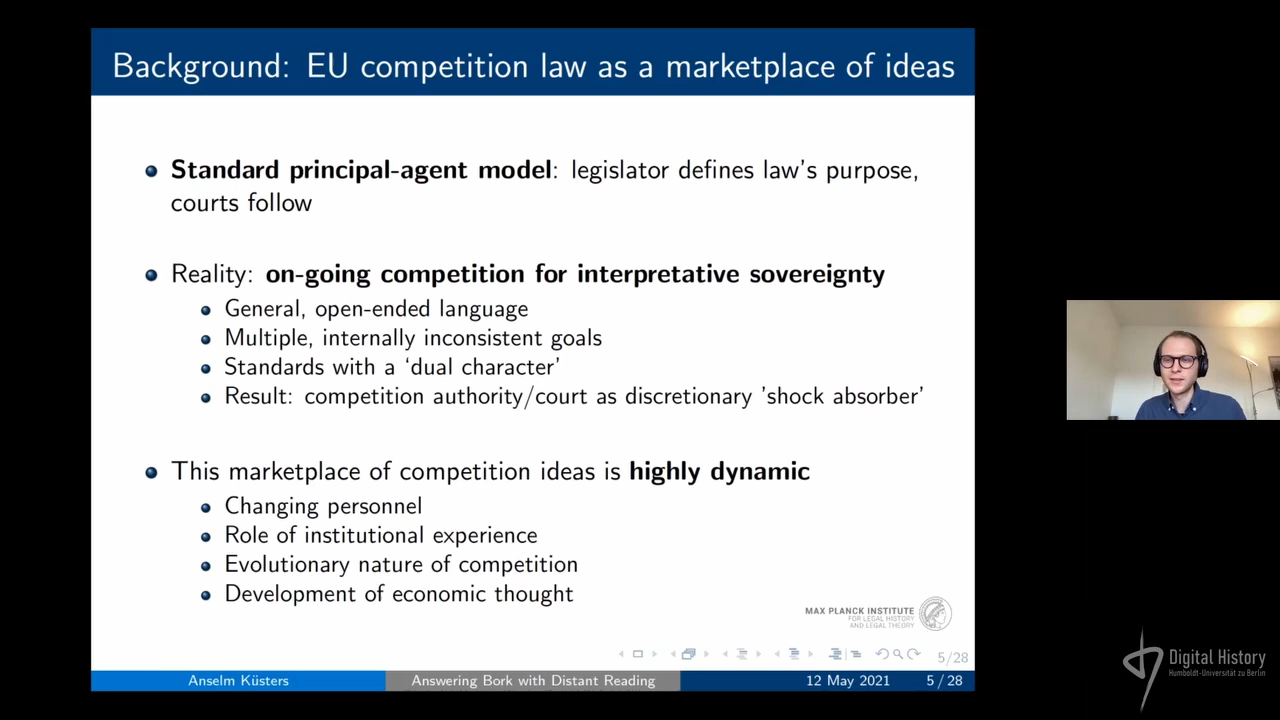 Background: EU competition law as a marketplace of ideas
Standard principal-agent model: legislator defines law's purpose,
courts follow
Reality: on-going competition for interpretative sovereignty
General, open-ended language
Multiple, internally inconsistent goals
Standards with a ‘dual character’
Result: competition authority/court as discretionary 'shock absorber'
This marketplace of competition ideas is highly dynamic
Changing personnel
Role of institutional experience
Evolutionary nature of competition
Development of economic thought
MAX PLANCK INSTITUTE
FOR LEGAL HISTORY
AND LEGAL THEORY
5/28
Anselm Küsters
Answering Bork with Distant Reading
12 May 2021
5 / 28
Digital History
Humboldt-Universität zu Berlin